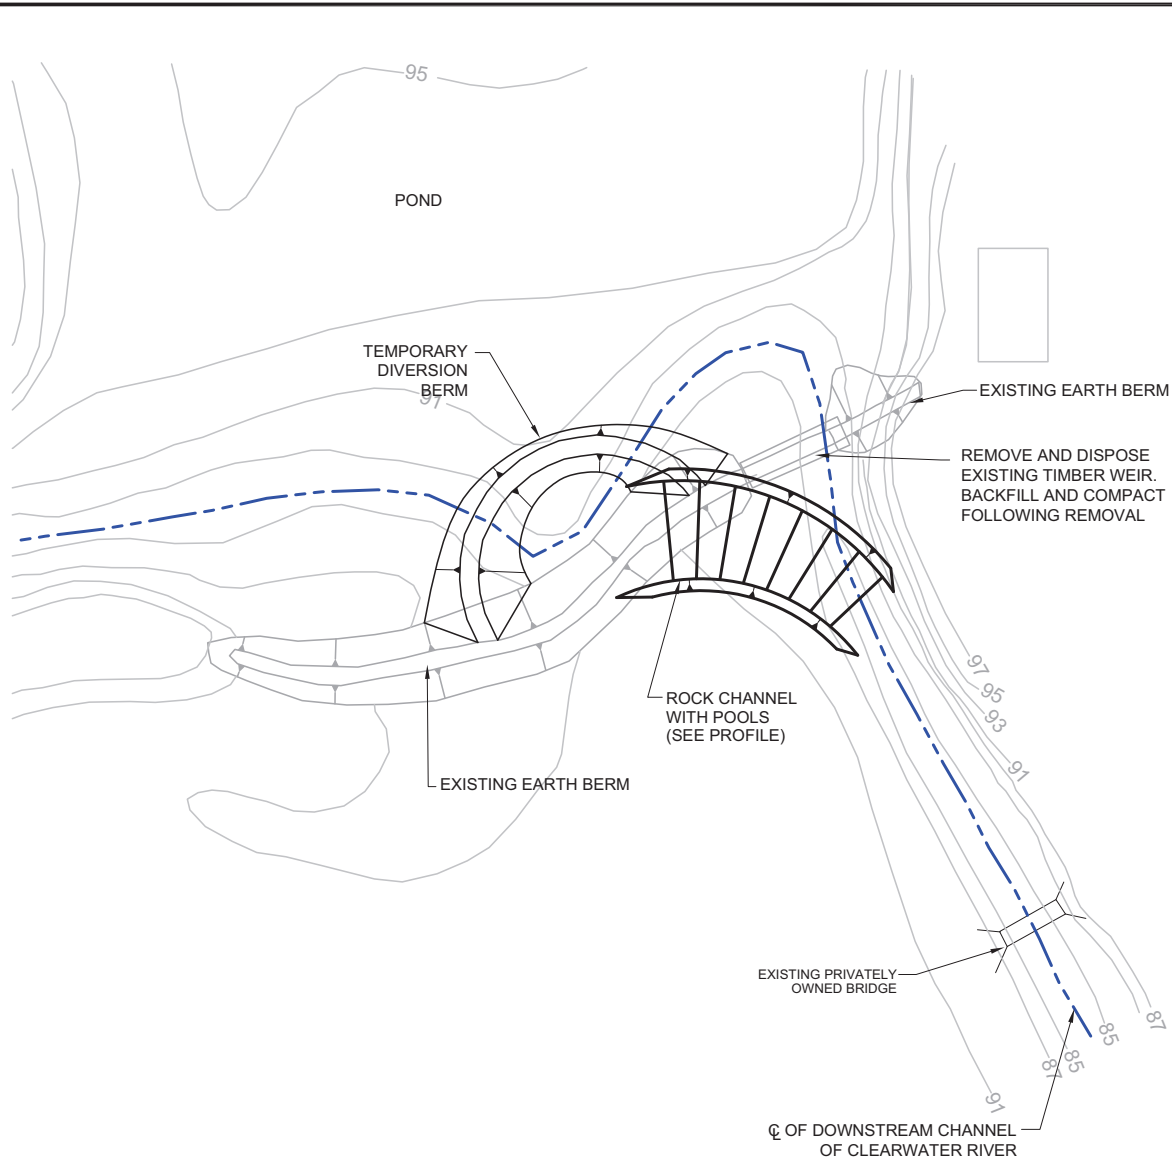 95
POND
TEMPORARY
DIVERSION
BERM
91
EXISTING EARTH BERM
REMOVE AND DISPOSE
EXISTING TIMBER WEIR.
BACKFILL AND COMPACT
FOLLOWING REMOVAL
97
95
93
91
ROCK CHANNEL
WITH POOLS
(SEE PROFILE)
EXISTING EARTH BERM
EXISTING PRIVATELY
OWNED BRIDGE
87
85
85
87
91
℄ OF DOWNSTREAM CHANNEL
OF CLEARWATER RIVER